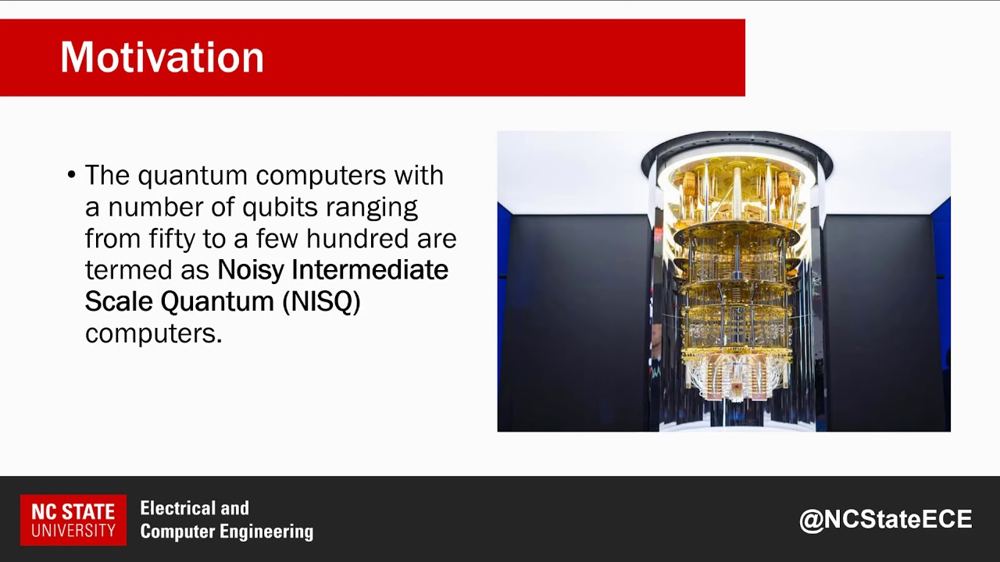 Motivation
• The quantum computers with
a number of qubits ranging
from fifty to a few hundred are
termed as Noisy Intermediate
Scale Quantum (NISQ)
computers.
NC STATE
UNIVERSITY
Electrical and
Computer Engineering
@NCStateECE